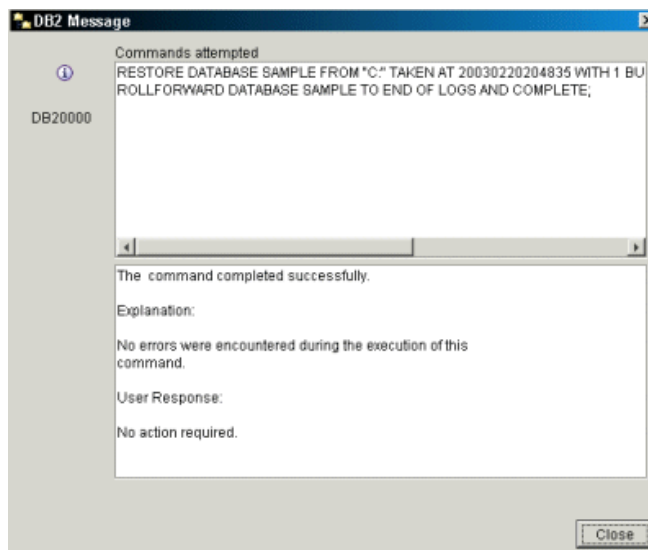 DB2 Message
Commands attempted
RESTORE DATABASE SAMPLE FROM "C:" TAKEN AT 20030220204835 WITH 1 BU
ROLLFORWARD DATABASE SAMPLE TO END OF LOGS AND COMPLETE;
DB20000
The command completed successfully.
Explanation:
No errors were encountered during the execution of this
command.
User Response:
No action required.
Close